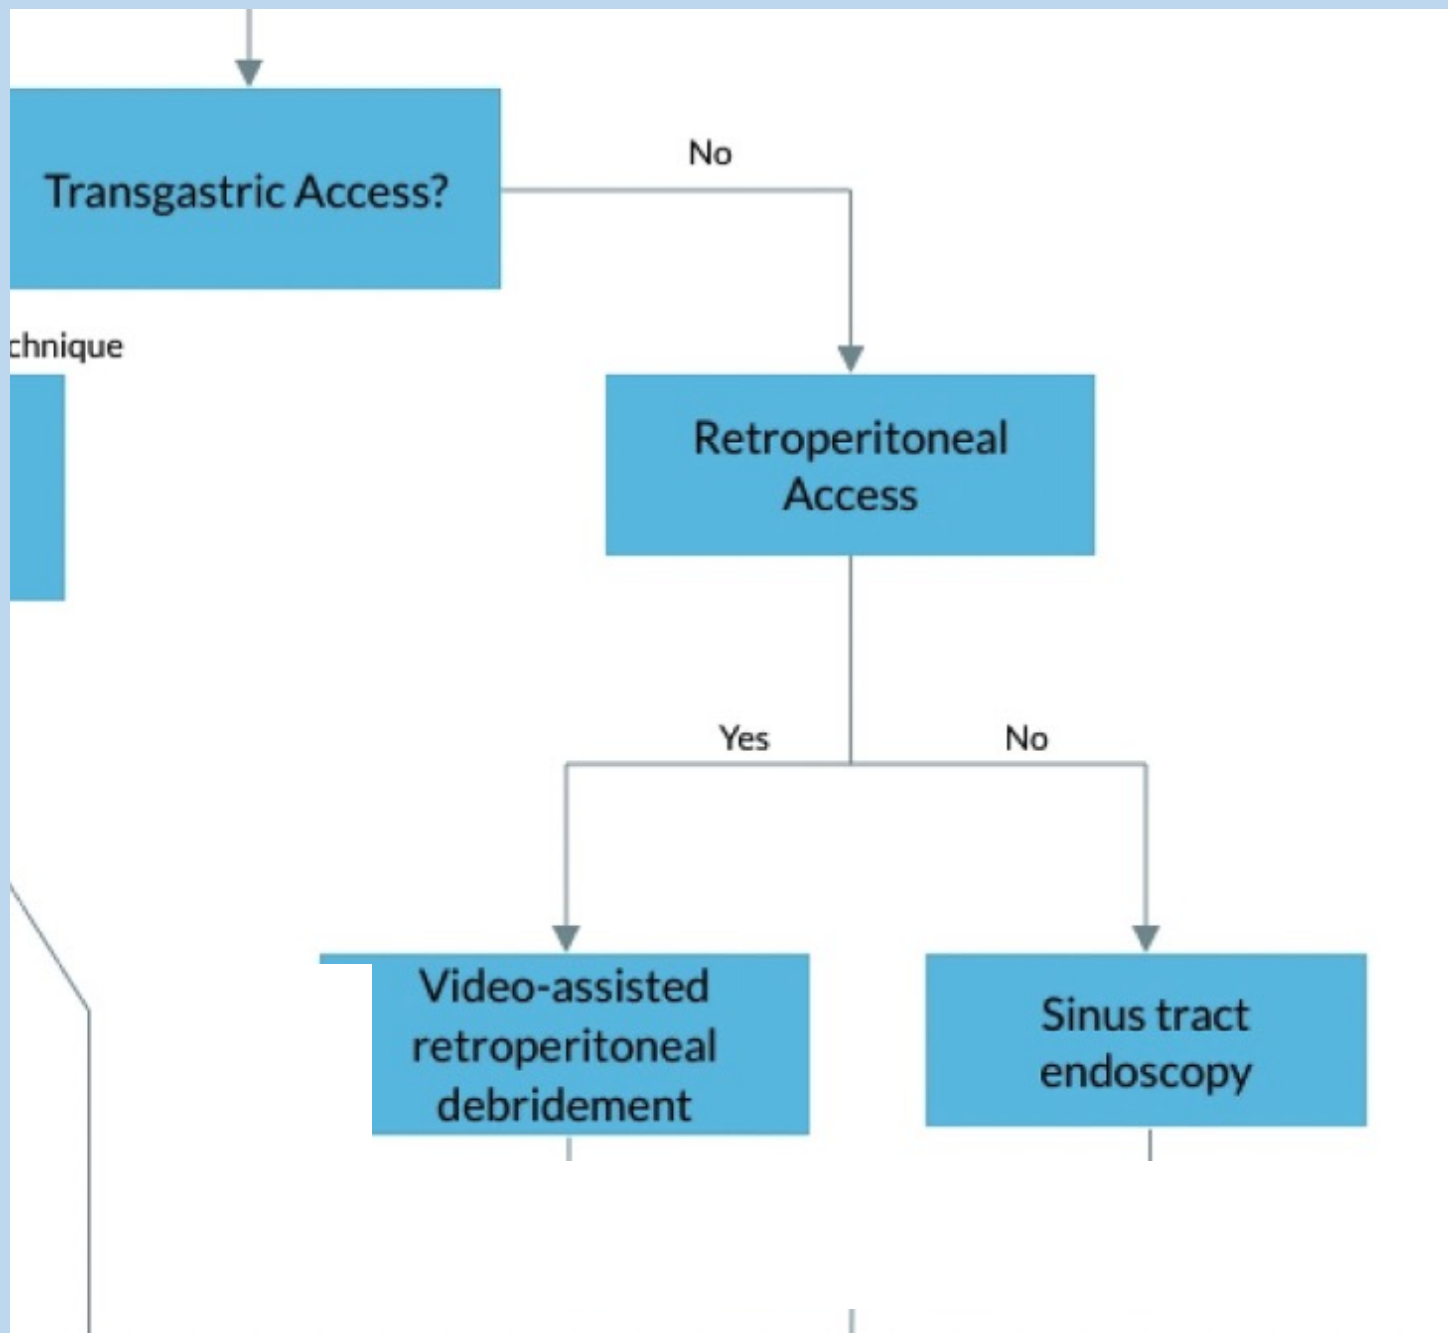 No
Transgastric Access?
chnique
Retroperitoneal
Access
Yes
No
Video-assisted
retroperitoneal
debridement
Sinus tract
endoscopy